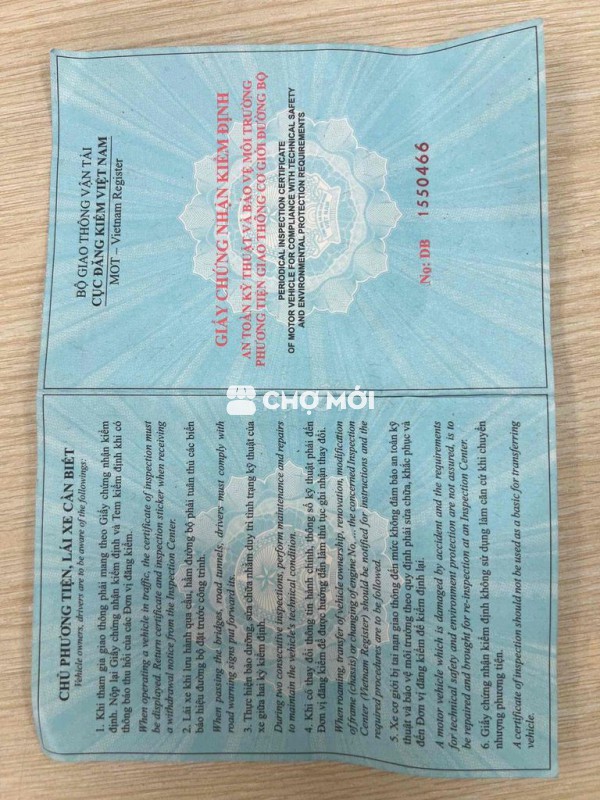 BỘ GIAO THÔNG VẬN TẢI
CỤC ĐĂNG KIỂM VIỆT NAM
MOT – Vietnam Register
GIẤY CHỨNG NHẬN KIỂM ĐỊNH
AN TOÀN KỸ THUẬT VÀ BẢO VỆ MÔI TRƯỜNG
PHƯƠNG TIỆN GIAO THÔNG CƠ GIỚI ĐƯỜNG BỘ
PERIODICAL INSPECTION CERTIFICATE
OF MOTOR VEHICLE FOR COMPLIANCE WITH TECHNICAL SAFETY
AND ENVIRONMENTAL PROTECTION REQUIREMENTS
No: DB 1550466
CHỢ MỚI
CHỦ PHƯƠNG TIỆN, LÁI XE CẦN BIẾT
Vehicle owners, drivers are to be aware of the followings:
1. Khi tham gia giao thông phải mang theo Giấy chứng nhận kiểm
định. Nộp lại Giấy chứng nhận kiểm định và Tem kiểm định khi có
thông báo thu hồi của các Đơn vị đăng kiểm.
When operating a vehicle in traffic, the certificate of inspection must
be displayed. Return certificate and inspection sticker when receiving
a withdrawal notice from the Inspection Center.
2. Lái xe khi lưu hành qua cầu, hầm đường bộ phải tuân thủ các biển
báo hiệu đường bộ đặt trước công trình.
When passing the bridges, road tunnels, drivers must comply with
road warning signs put forward its.
3. Thực hiện bảo dưỡng, sửa chữa nhằm duy trì tình trạng kỹ thuật của
xe giữa hai kỳ kiểm định.
During two consecutive inspections, perform maintenance and repairs
to maintain the vehicle's technical condition.
4. Khi có thay đổi thông tin hành chính, thông số kỹ thuật phải đến
Đơn vị đăng kiểm để được hướng dẫn làm thủ tục ghi nhận thay đổi.
When roaming, transfer of vehicle ownership, renovation, modification
of frame (chassis) or changing of engine No, .... the concerned Inspection
Center (Vietnam Register) should be notified for instructions and the
required procedures are to be followed.
5. Xe cơ giới bị tai nạn giao thông đến mức không đảm bảo an toàn kỹ
thuật và bảo vệ môi trường theo quy định phải sửa chữa, khắc phục và
đến Đơn vị đăng kiểm để kiểm định lại.
A motor vehicle which is damaged by accident and the requirements
for technical safety and environment protection are not assured, is to
be repaired and brought for re-inspection at an Inspection Center.
6. Giấy chứng nhận kiểm định không sử dụng làm căn cứ khi chuyển
nhượng phương tiện.
A certificate of inspection should not be used as a basic for transferring
vehicle.